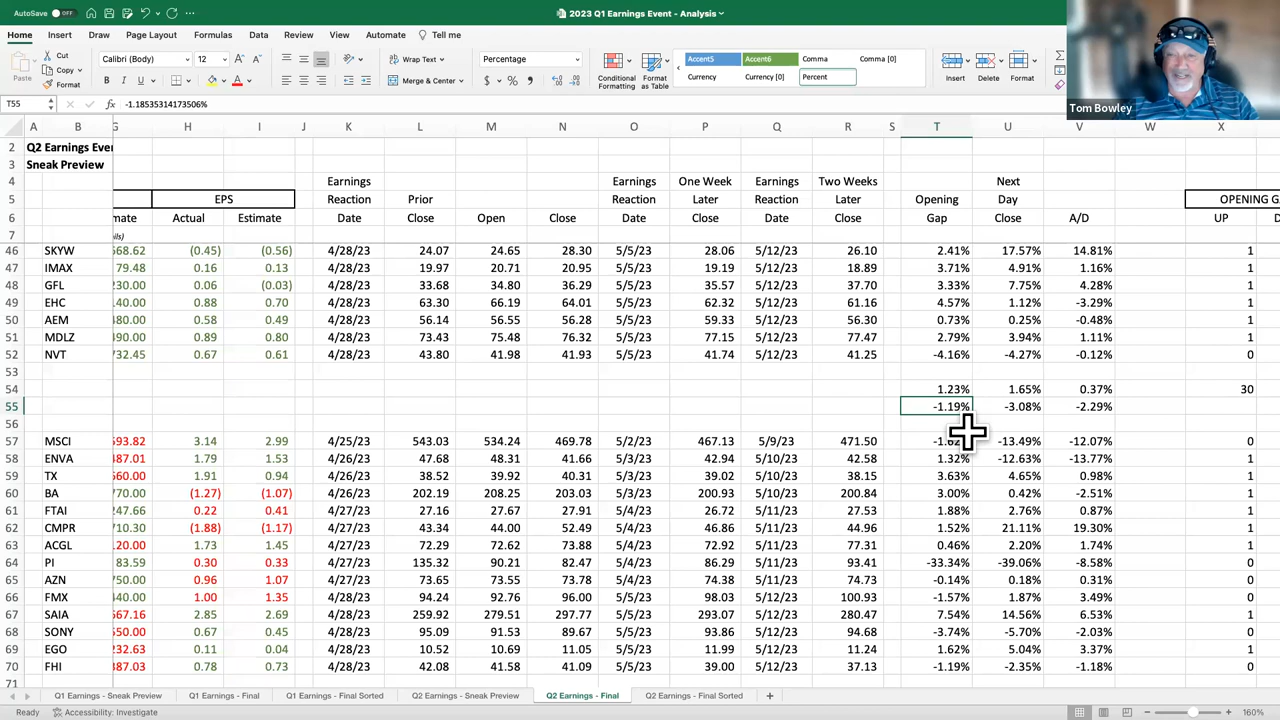 AutoSave OFF 2023 Q1 Earnings Event - Analysis
Home Insert Draw Page Layout Formulas Data Review View Automate Tell me
Paste Cut Calibri (Body) 12 Wrap Text Percentage Accent5 Accent6 Comma Comma [0]
Copy Format B I U Merge & Center $ % Conditional Formatting Format as Table Currency Currency [0] Percent Insert Delete Format
Tom Bowley
T55 fx -1.18535314173506%
A B G H I J K L M N O P Q R S T U V W X
2 Q2 Earnings Eve
3 Sneak Preview
4 Earnings Earnings One Week Earnings Two Weeks Next
5 EPS Reaction Prior Reaction Later Reaction Later Opening Day OPENING G
6 mate Actual Estimate Date Close Open Close Date Close Date Close Gap Close A/D UP
7
46 SKYW 568.62 (0.45) (0.56) 4/28/23 24.07 24.65 28.30 5/5/23 28.06 5/12/23 26.10 2.41% 17.57% 14.81% 1
47 IMAX 79.48 0.16 0.13 4/28/23 19.97 20.71 20.95 5/5/23 19.19 5/12/23 18.89 3.71% 4.91% 1.16% 1
48 GFL 230.00 0.06 (0.03) 4/28/23 33.68 34.80 36.29 5/5/23 35.57 5/12/23 37.70 3.33% 7.75% 4.28% 1
49 EHC 140.00 0.88 0.70 4/28/23 63.30 66.19 64.01 5/5/23 62.32 5/12/23 61.16 4.57% 1.12% -3.29% 1
50 AEM 480.00 0.58 0.49 4/28/23 56.14 56.55 56.28 5/5/23 59.33 5/12/23 56.30 0.73% 0.25% -0.48% 1
51 MDLZ 490.00 0.89 0.80 4/28/23 73.43 75.48 76.32 5/5/23 77.15 5/12/23 77.47 2.79% 3.94% 1.11% 1
52 NVT 732.45 0.67 0.61 4/28/23 43.80 41.98 41.93 5/5/23 41.74 5/12/23 41.25 -4.16% -4.27% -0.12% 0
53
54 1.23% 1.65% 0.37% 30
55 -1.19% -3.08% -2.29%
56
57 MSCI 593.82 3.14 2.99 4/25/23 543.03 534.24 469.78 5/2/23 467.13 5/9/23 471.50 -13.49% -12.07% 0
58 ENVA 487.01 1.79 1.53 4/26/23 47.68 48.31 41.66 5/3/23 42.94 5/10/23 42.58 1.32% -12.63% -13.77% 1
59 TX 560.00 1.91 0.94 4/26/23 38.52 39.92 40.31 5/3/23 39.02 5/10/23 38.15 3.63% 4.65% 0.98% 1
60 BA 770.00 (1.27) (1.07) 4/26/23 202.19 208.25 203.03 5/3/23 200.93 5/10/23 200.84 3.00% 0.42% -2.51% 1
61 FTAI 247.66 0.22 0.41 4/26/23 27.16 27.67 27.91 5/3/23 26.72 5/10/23 27.53 1.88% 2.76% 0.87% 1
62 CMPR 710.30 (1.88) (1.17) 4/27/23 43.34 44.00 52.49 5/4/23 46.86 5/11/23 44.96 1.52% 21.11% 19.30% 1
63 ACGL 120.00 1.73 1.45 4/27/23 72.29 72.62 73.88 5/4/23 72.92 5/11/23 77.31 0.46% 2.20% 1.74% 1
64 PI 83.59 0.30 0.33 4/27/23 135.32 90.21 82.47 5/4/23 86.29 5/11/23 93.41 -33.34% -39.06% -8.58% 0
65 AZN 750.00 0.96 1.07 4/27/23 73.65 73.55 73.78 5/4/23 74.38 5/11/23 74.73 -0.14% 0.18% 0.31% 0
66 FMX 440.00 1.00 1.35 4/28/23 94.24 92.76 96.00 5/5/23 98.03 5/12/23 100.93 -1.57% 1.87% 3.49% 0
67 SAIA 567.16 2.85 2.69 4/28/23 259.92 279.51 297.77 5/5/23 293.07 5/12/23 280.47 7.54% 14.56% 6.53% 1
68 SONY 550.00 0.67 0.45 4/28/23 95.09 91.53 89.67 5/5/23 93.86 5/12/23 94.68 -3.74% -5.70% -2.03% 0
69 EGO 232.63 0.11 0.04 4/28/23 10.52 10.69 11.05 5/5/23 11.99 5/12/23 11.24 1.62% 5.04% 3.37% 1
70 FHI 387.03 0.78 0.73 4/28/23 42.08 41.58 41.09 5/5/23 39.00 5/12/23 37.13 -1.19% -2.35% -1.18% 0
71
Q1 Earnings - Sneak Preview Q1 Earnings - Final Q1 Earnings - Final Sorted Q2 Earnings - Sneak Preview Q2 Earnings - Final Q2 Earnings - Final Sorted +
Ready Accessibility: Investigate 160%